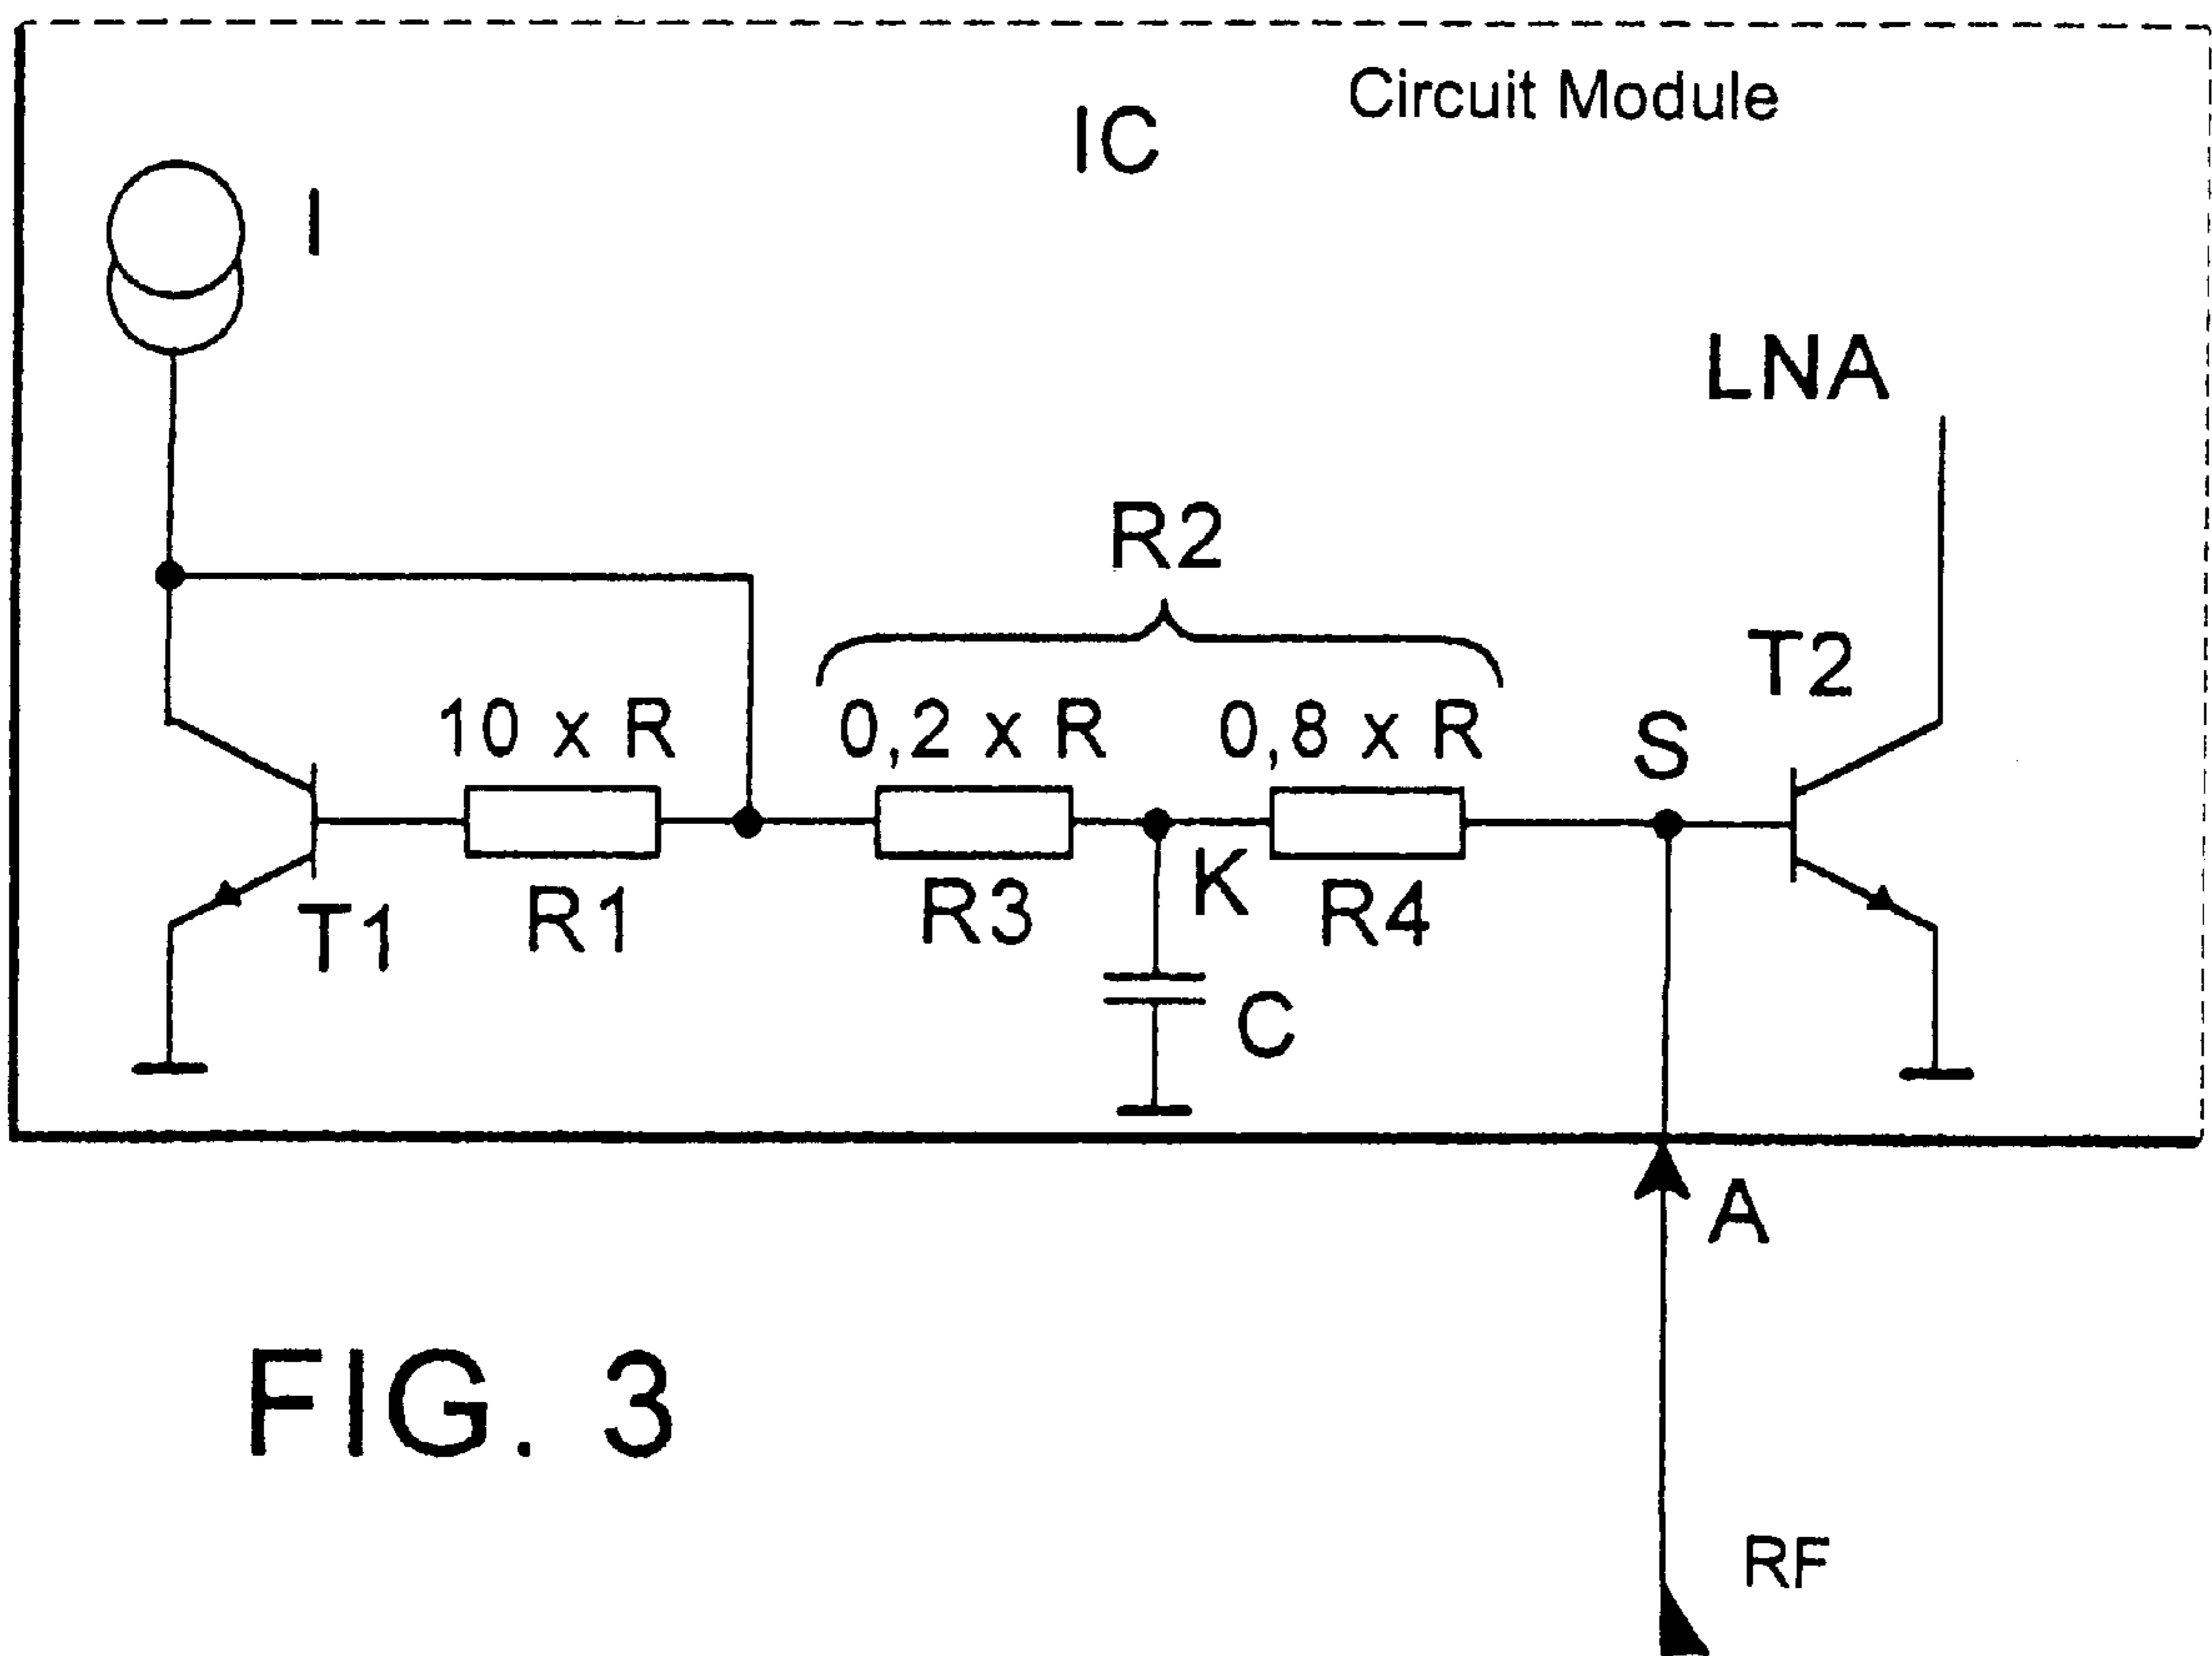 Circuit Module
IC
I
LNA
R2
T2
10 x R
0,2 x R
0,8 x R
S
T1
R1
R3
K
R4
C
A
FIG. 3
RF